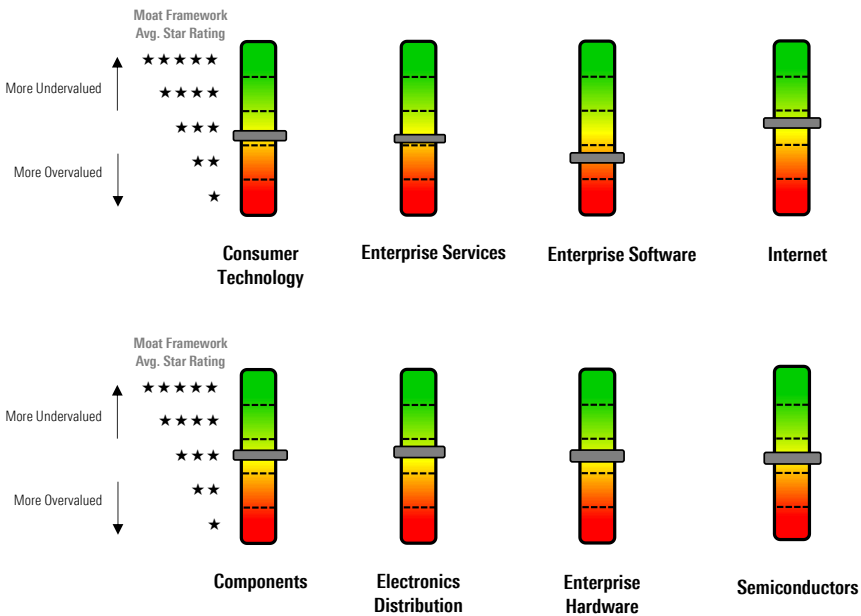 Moat Framework
Avg. Star Rating
★★★★★
More Undervalued
★★★★
★★★
★★
More Overvalued
★
Consumer
Technology
Enterprise Services
Enterprise Software
Internet
Moat Framework
Avg. Star Rating
★★★★★
More Undervalued
★★★★
★★★
★★
More Overvalued
★
Components
Electronics
Distribution
Enterprise
Hardware
Semiconductors